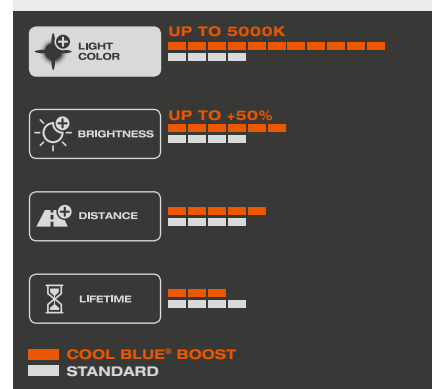 UP TO 5000K
LIGHT
COLOR
UP TO +50%
BRIGHTNESS
DISTANCE
LIFETIME
COOL BLUE® BOOST
STANDARD